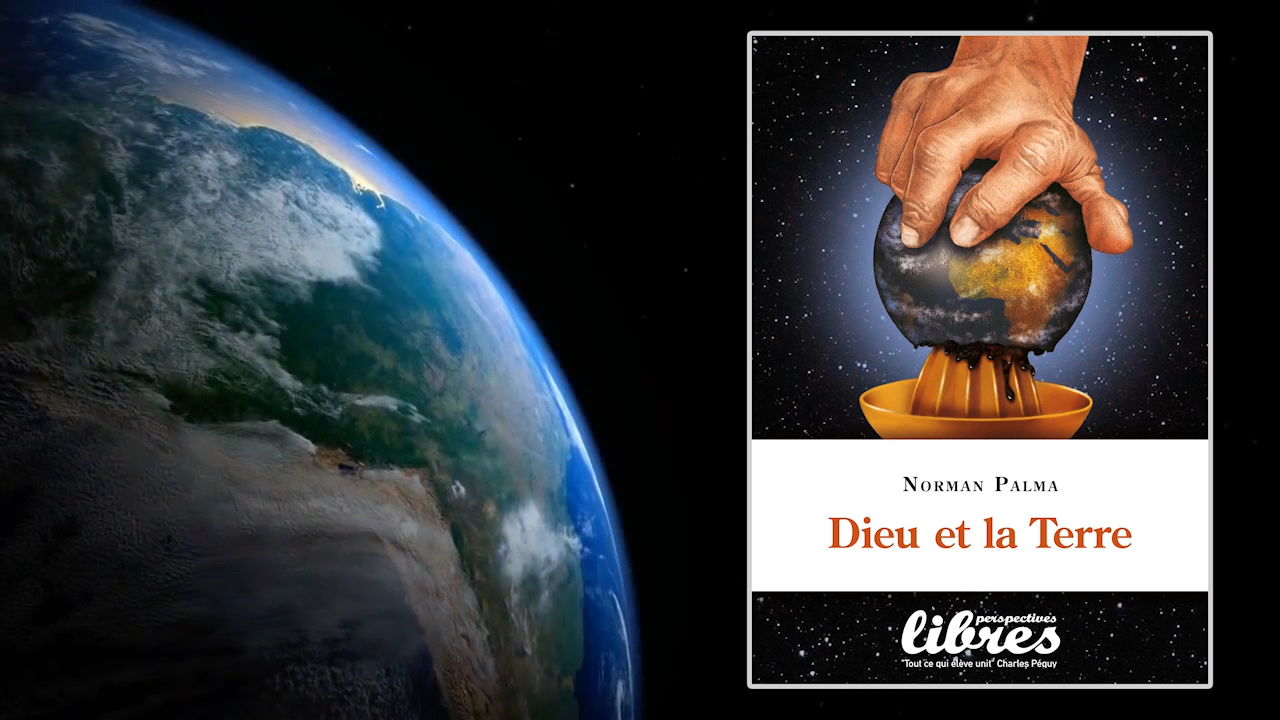 Norman Palma
Dieu et la Terre
perspectives
libres
"Tout ce qui élève unit" Charles Péguy